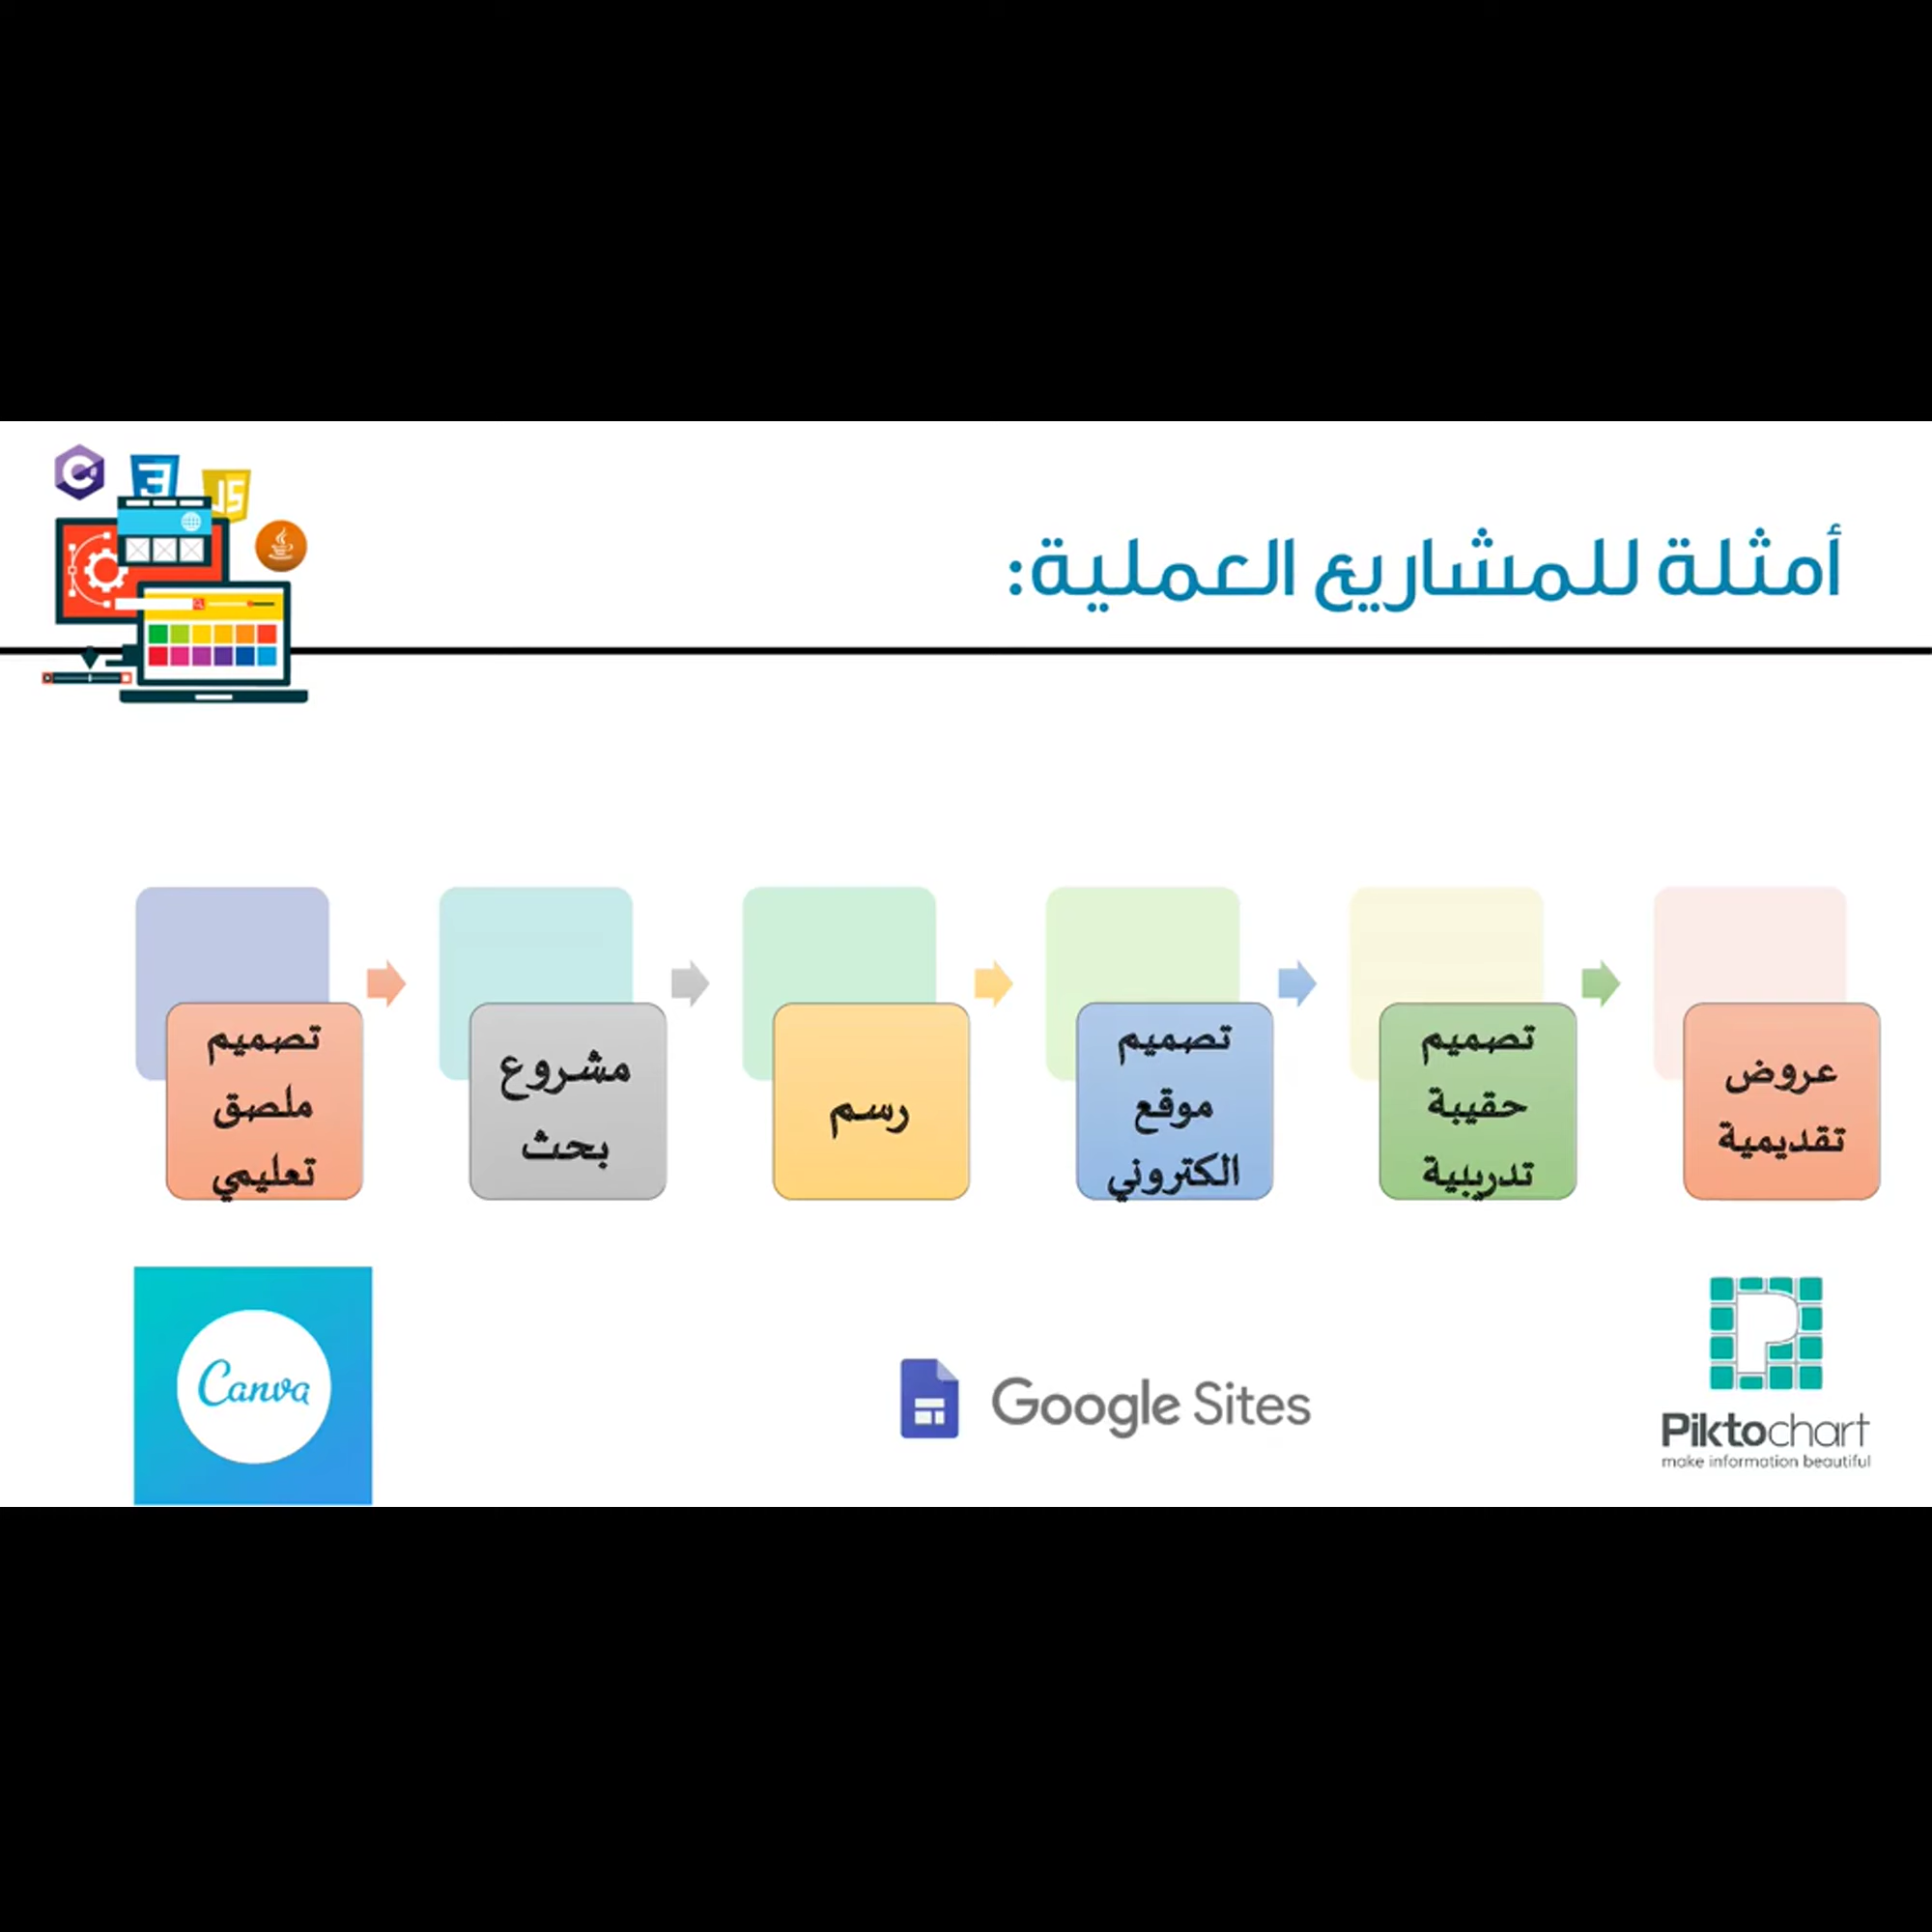 أمثلة للمشاريع العملية:
JS
عروض
تقديمية
تصميم
حقيبة
تدريبية
تصميم
موقع
الكتروني
رسم
مشروع
بحث
تصميم
ملصق
تعليمي
Piktochart
make information beautiful
Google Sites
Canva